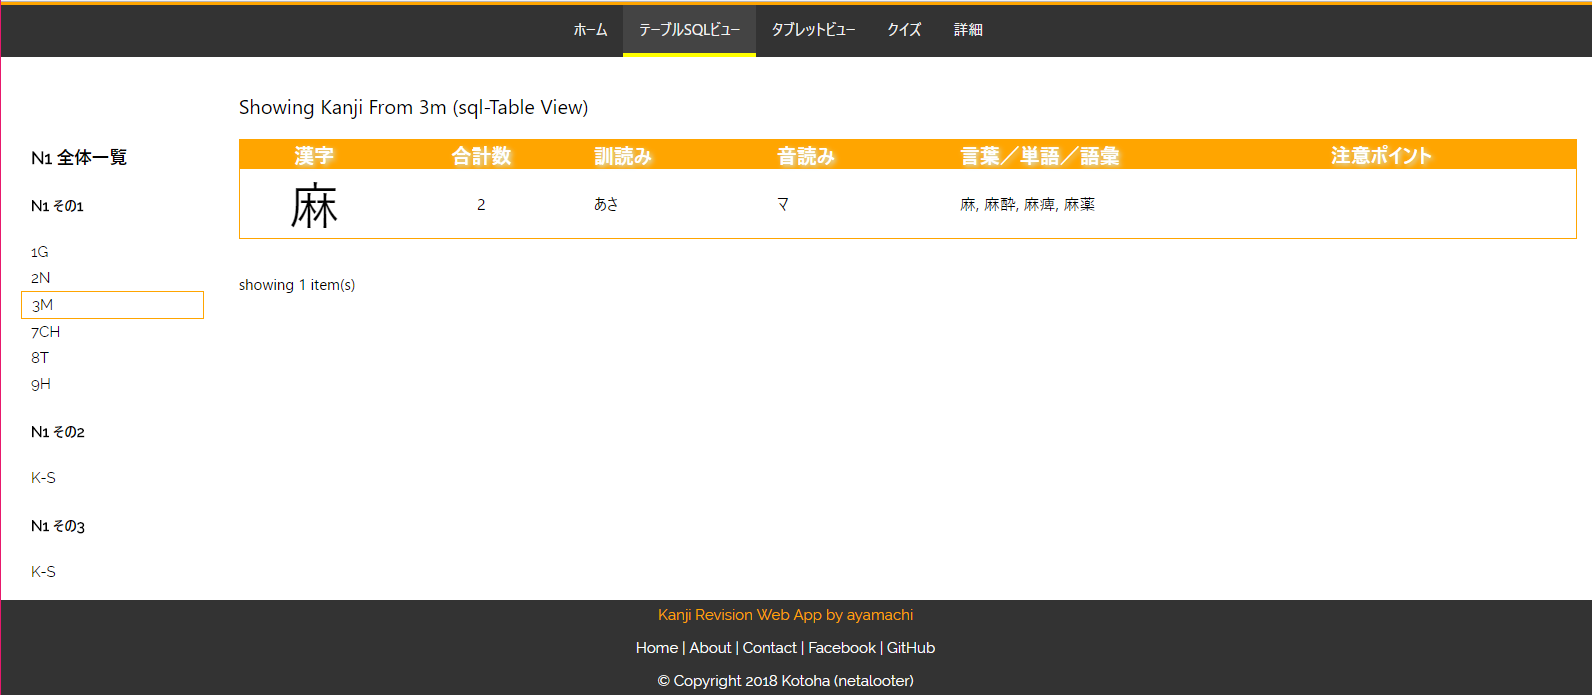 ホーム テーブルSQLビュー タブレットビュー クイズ 詳細
Showing Kanji From 3m (sql-Table View)
N1 全体一覧
N1 その1
1G
2N
3M
7CH
8T
9H
N1 その2
K-S
N1 その3
K-S
漢字 合計数 訓読み 音読み 言葉／単語／語彙 注意ポイント
麻 2 あさ マ 麻, 麻酔, 麻痺, 麻薬
showing 1 item(s)
Kanji Revision Web App by ayamachi
Home | About | Contact | Facebook | GitHub
© Copyright 2018 Kotoha (netalooter)